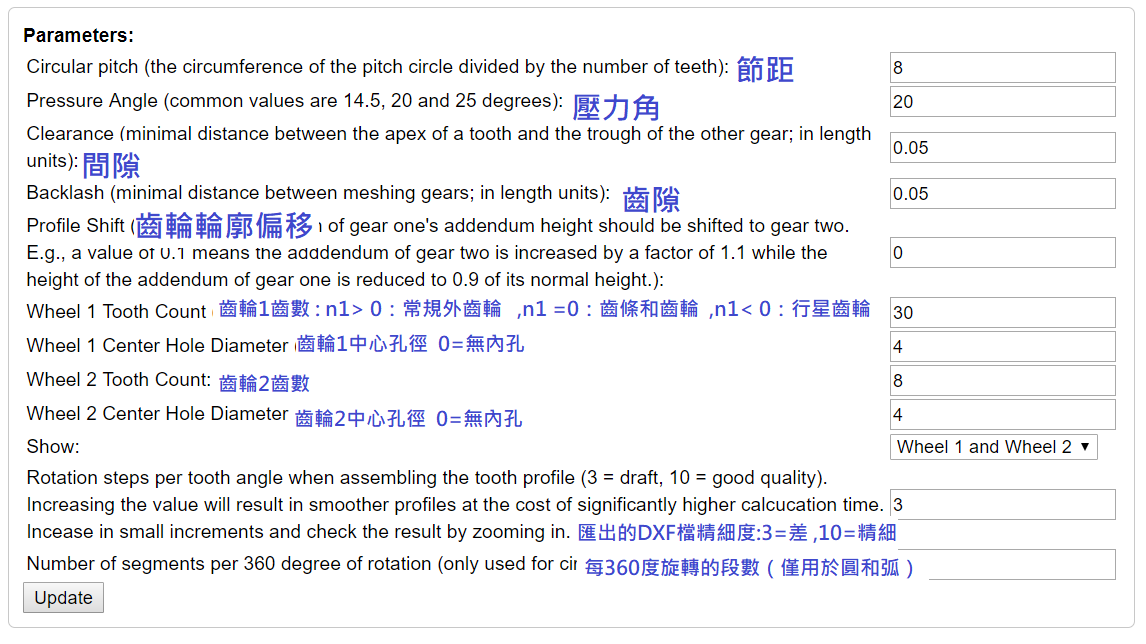 Parameters:
Circular pitch (the circumference of the pitch circle divided by the number of teeth): 節距 8
Pressure Angle (common values are 14.5, 20 and 25 degrees): 壓力角 20
Clearance (minimal distance between the apex of a tooth and the trough of the other gear; in length
units): 間隙 0.05
Backlash (minimal distance between meshing gears; in length units): 齒隙 0.05
Profile Shift ( 齒輪輪廓偏移 of gear one's addendum height should be shifted to gear two.
E.g., a value of 0.1 means the adddendum of gear two is increased by a factor of 1.1 while the 0
height of the addendum of gear one is reduced to 0.9 of its normal height.):
Wheel 1 Tooth Count 齒輪1齒數 : n1> 0 : 常規外齒輪 ,n1 =0 : 齒條和齒輪 ,n1< 0 : 行星齒輪 30
Wheel 1 Center Hole Diameter 齒輪1中心孔徑 0=無內孔 4
Wheel 2 Tooth Count: 齒輪2齒數 8
Wheel 2 Center Hole Diameter 齒輪2中心孔徑 0=無內孔 4
Show: Wheel 1 and Wheel 2 ▼
Rotation steps per tooth angle when assembling the tooth profile (3 = draft, 10 = good quality).
Increasing the value will result in smoother profiles at the cost of significantly higher calcucation time. 3
Incease in small increments and check the result by zooming in. 匯出的DXF檔精細度:3=差 ,10=精細
Number of segments per 360 degree of rotation (only used for 每360度旋轉的段數 ( 僅用於圓和弧 )
Update